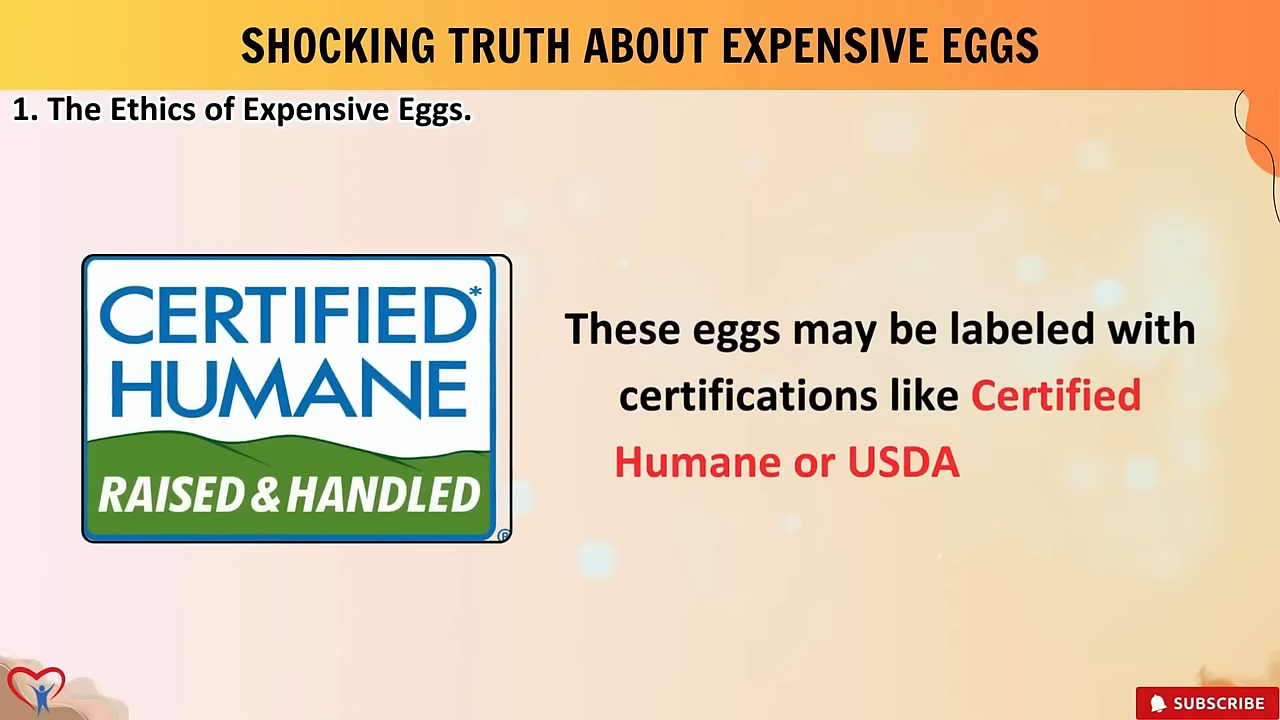 SHOCKING TRUTH ABOUT EXPENSIVE EGGS
1. The Ethics of Expensive Eggs.
CERTIFIED*
HUMANE
RAISED & HANDLED
®
These eggs may be labeled with
certifications like Certified
Humane or USDA
SUBSCRIBE